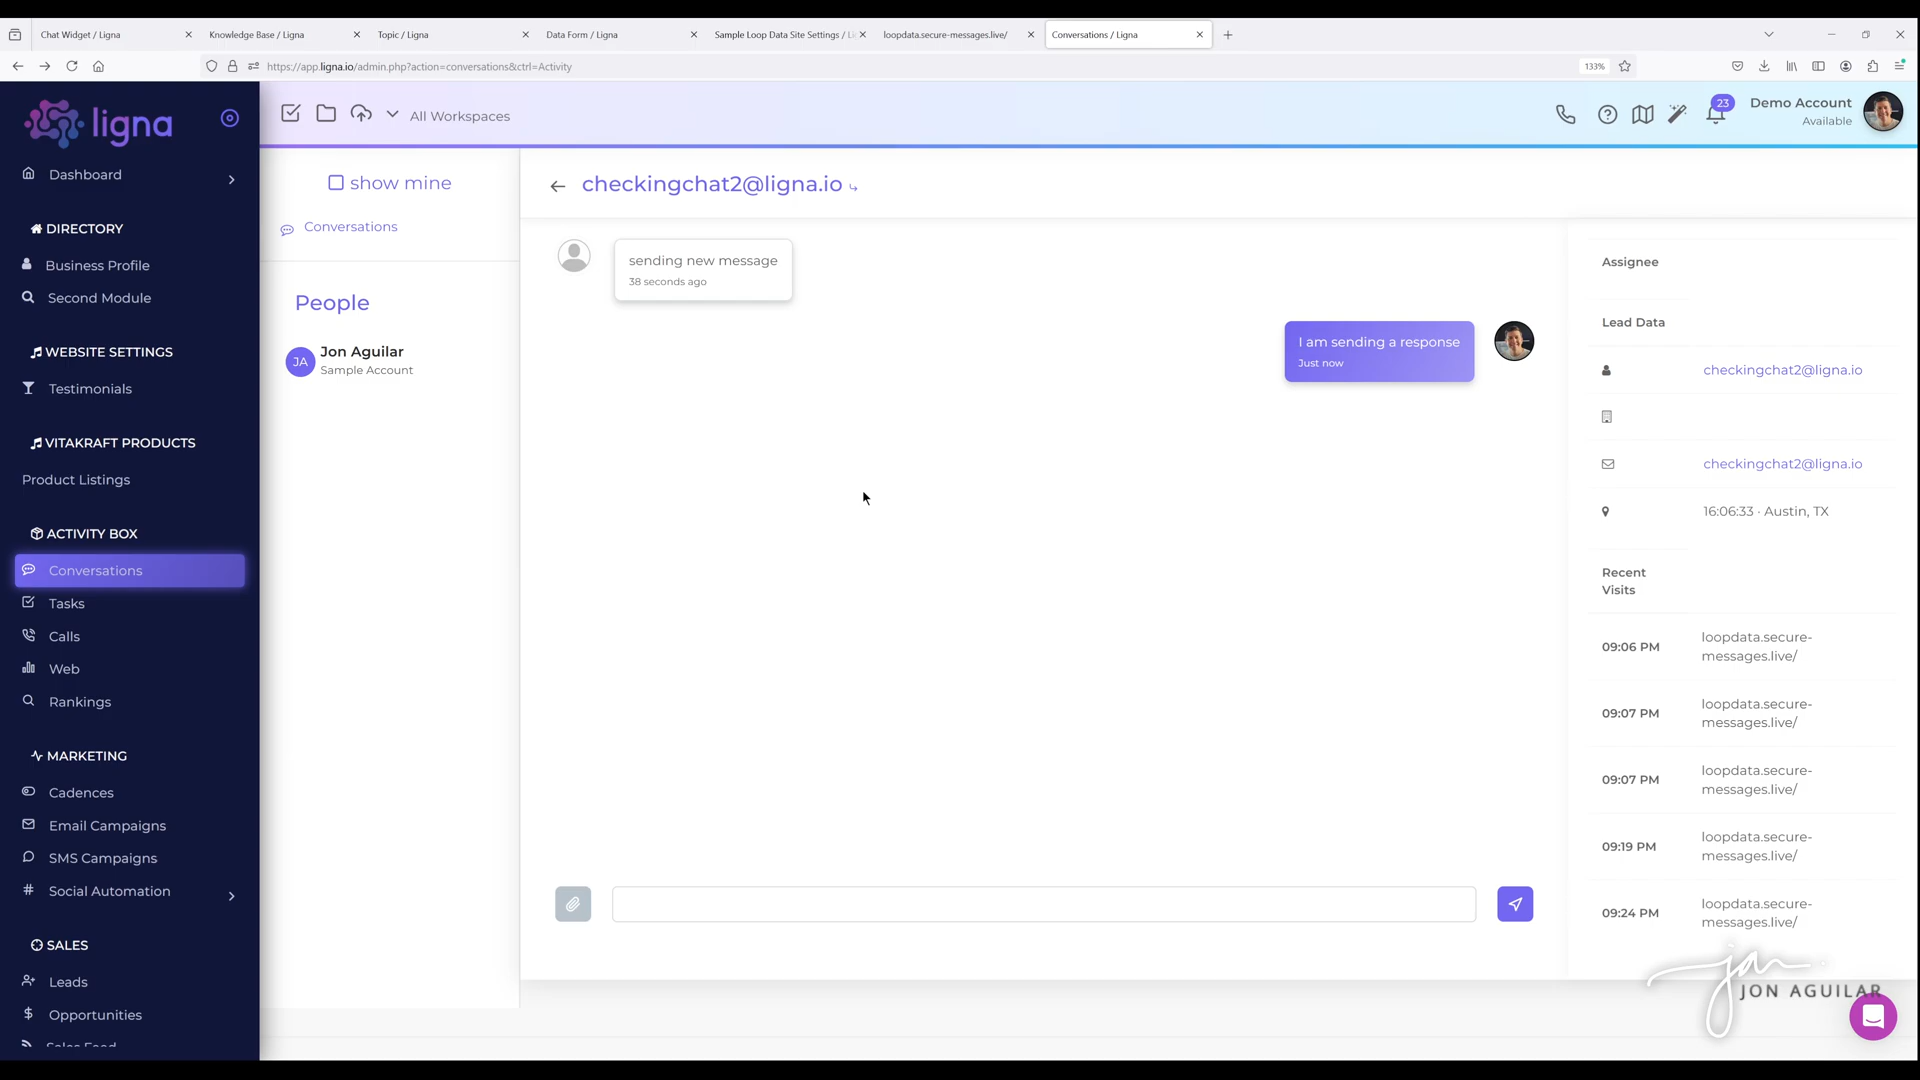 Chat Widget / Ligna
Knowledge Base / Ligna
Topic / Ligna
Data Form / Ligna
Sample Loop Data Site Settings / Li
loopdata.secure-messages.live/
Conversations / Ligna
https://app.ligna.io/admin.php?action=conversations&ctrl=Activity
133%
ligna
All Workspaces
23
Demo Account
Available
Dashboard
DIRECTORY
Business Profile
Second Module
WEBSITE SETTINGS
Testimonials
VITAKRAFT PRODUCTS
Product Listings
ACTIVITY BOX
Conversations
Tasks
Calls
Web
Rankings
MARKETING
Cadences
Email Campaigns
SMS Campaigns
Social Automation
SALES
Leads
Opportunities
Sales Feed
show mine
Conversations
People
JA
Jon Aguilar
Sample Account
checkingchat2@ligna.io
sending new message
38 seconds ago
I am sending a response
Just now
Assignee
Lead Data
checkingchat2@ligna.io
checkingchat2@ligna.io
16:06:33 · Austin, TX
Recent
Visits
09:06 PM
loopdata.secure-
messages.live/
09:07 PM
loopdata.secure-
messages.live/
09:07 PM
loopdata.secure-
messages.live/
09:19 PM
loopdata.secure-
messages.live/
09:24 PM
loopdata.secure-
messages.live/
jon
JON AGUILAR